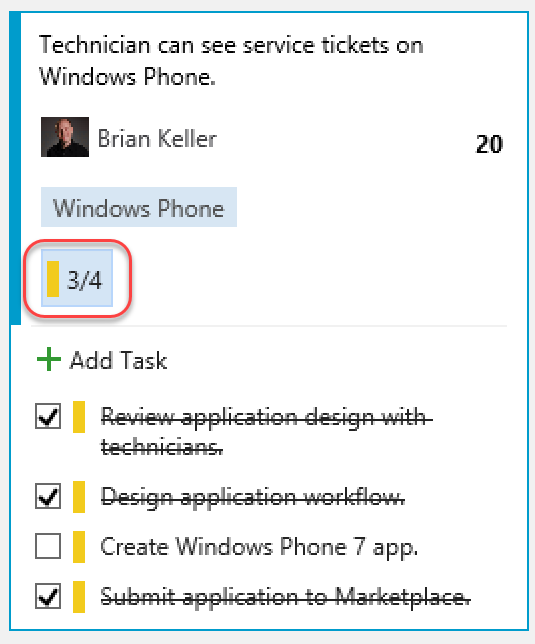 Technician can see service tickets on
Windows Phone.
Brian Keller
20
Windows Phone
3/4
Add Task
Review application design with
technicians.
Design application workflow.
Create Windows Phone 7 app.
Submit application to Marketplace.